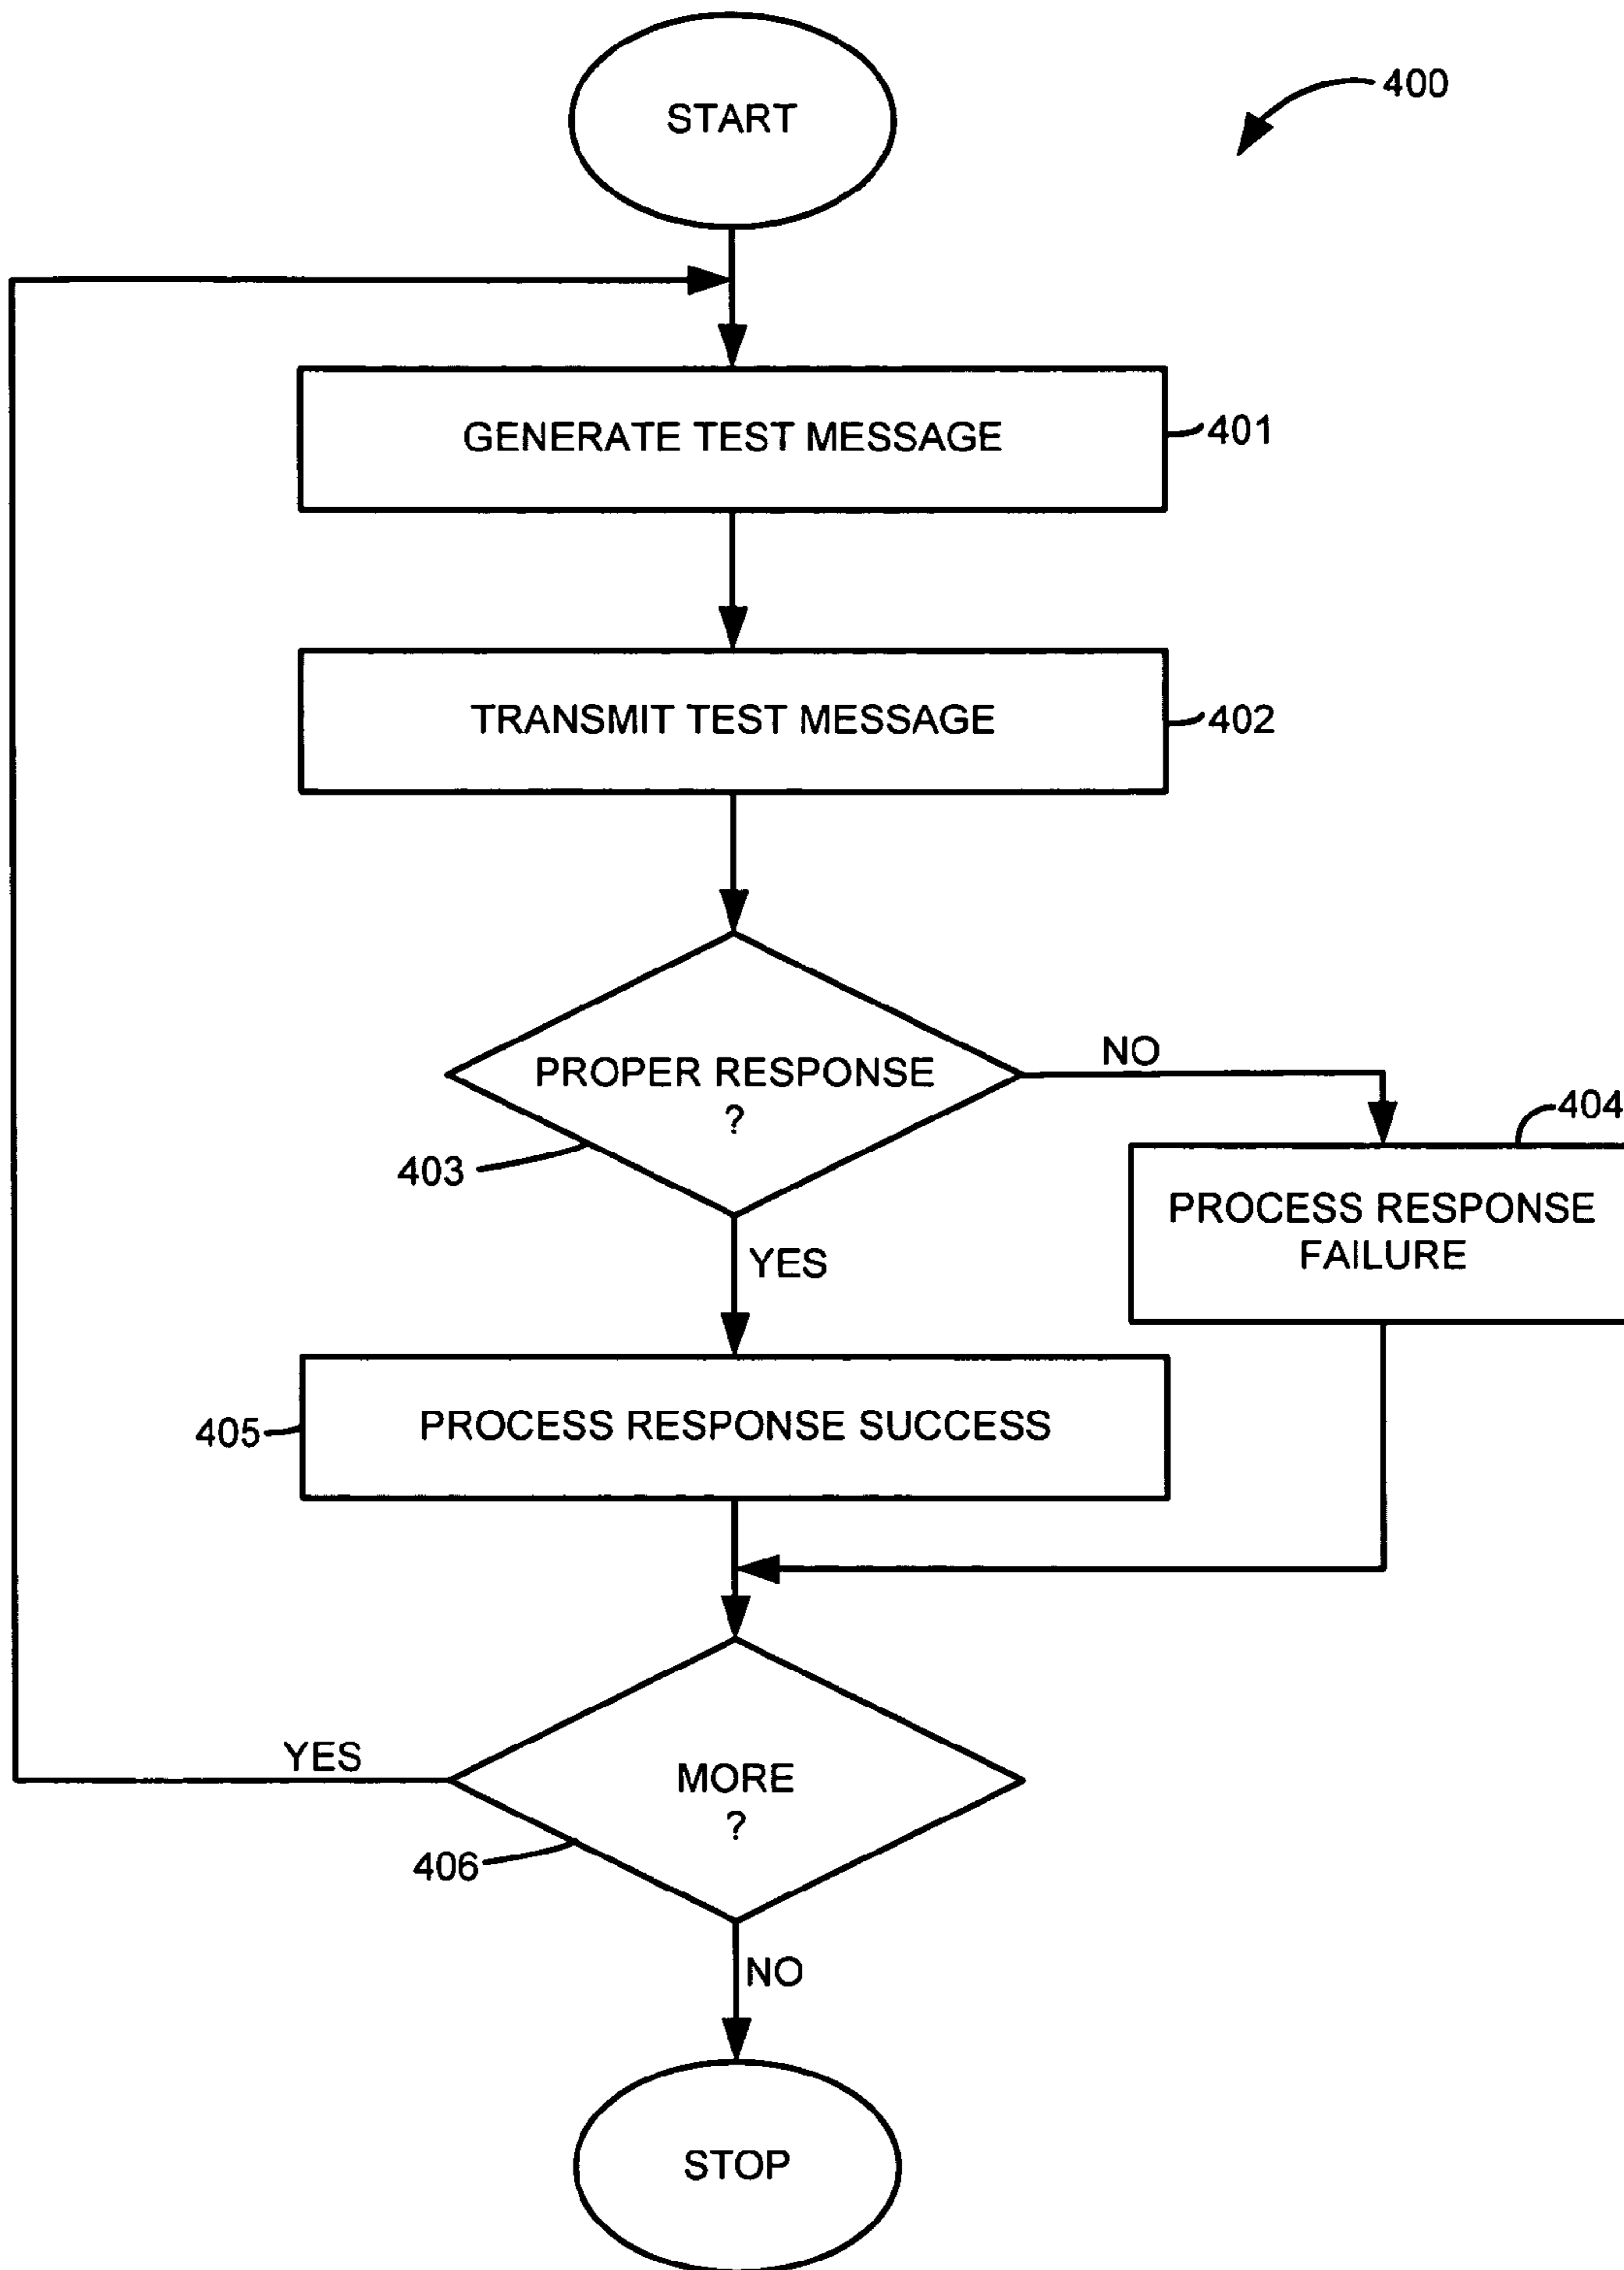 START
400
GENERATE TEST MESSAGE
401
TRANSMIT TEST MESSAGE
402
PROPER RESPONSE
?
403
NO
404
PROCESS RESPONSE
FAILURE
YES
405
PROCESS RESPONSE SUCCESS
YES
MORE
?
406
NO
STOP